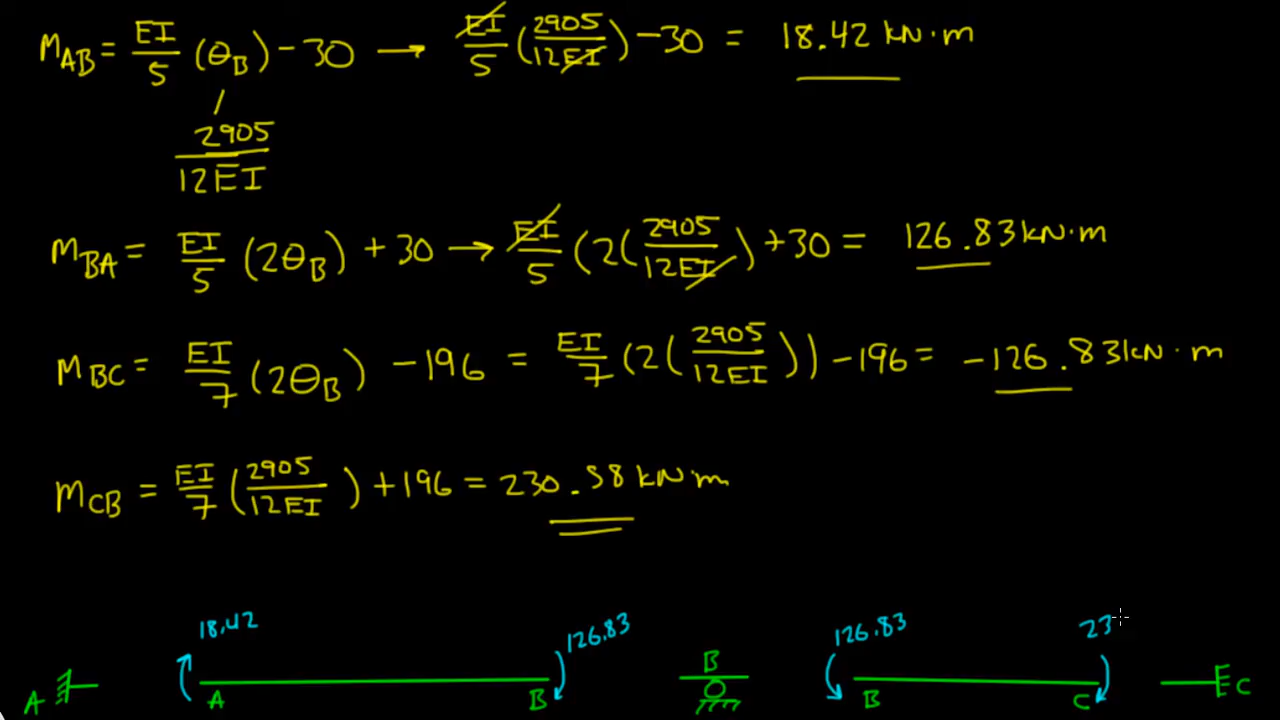 M_AB = EI/5 (θ_B) - 30 → EI/5 (2905/12EI) - 30 = 18.42 kN·m
2905/12EI
M_BA = EI/5 (2θ_B) + 30 → EI/5 (2(2905/12EI) + 30 = 126.83 kN·m
M_BC = EI/7 (2θ_B) - 196 = EI/7 (2(2905/12EI)) - 196 = -126.83 kN·m
M_CB = EI/7 (2905/12EI) + 196 = 230.58 kN·m
18.42 126.83 126.83 23
A A B B B C C